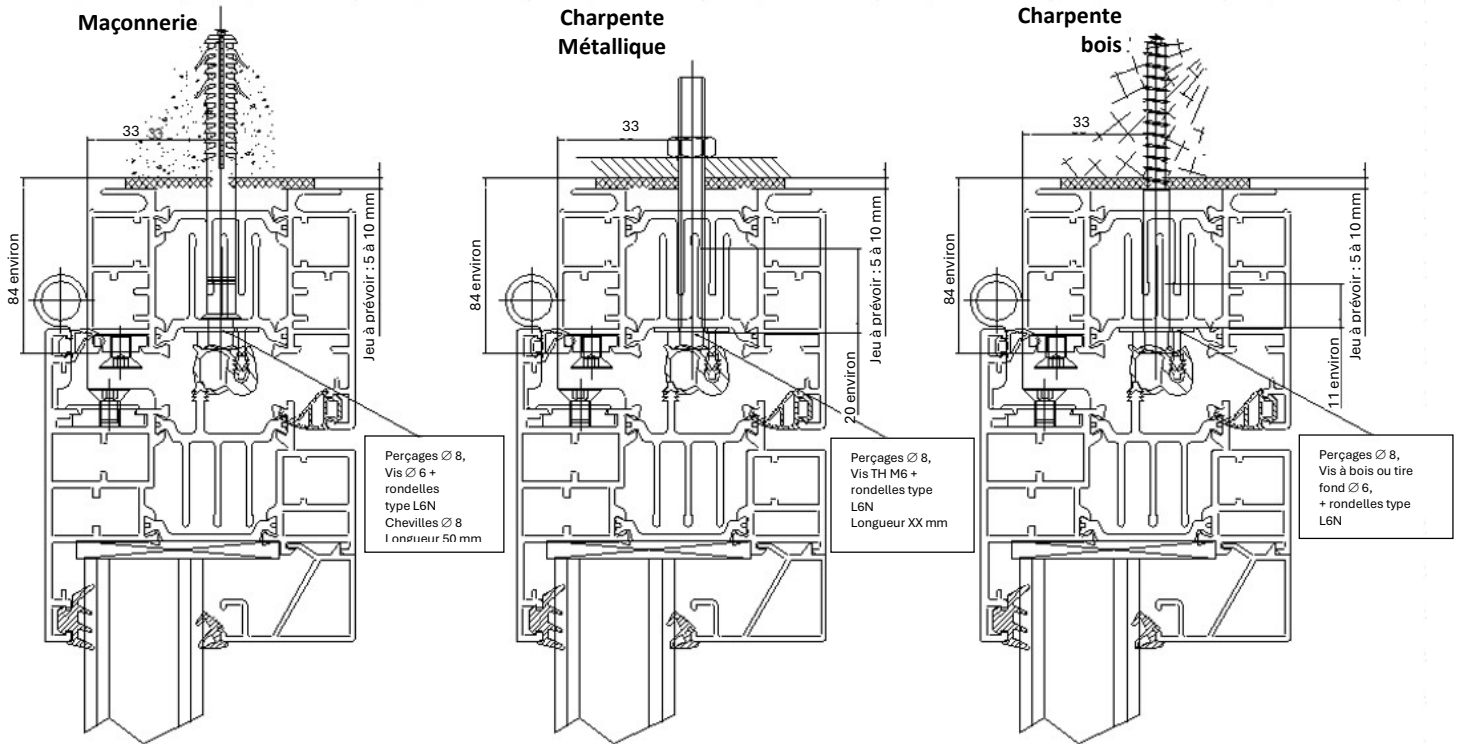 Maçonnerie
33
84 environ
Jeu à prévoir : 5 à 10 mm
Perçages Ø 8,
Vis Ø 6 +
rondelles
type L6N
Chevilles Ø 8
Longueur 50 mm
Charpente
Métallique
33
84 environ
Jeu à prévoir : 5 à 10 mm
20 environ
Perçages Ø 8,
Vis TH M6 +
rondelles type
L6N
Longueur XX mm
Charpente
bois
33
84 environ
Jeu à prévoir : 5 à 10 mm
11 environ
Perçages Ø 8,
Vis à bois ou tire
fond Ø 6,
+ rondelles type
L6N